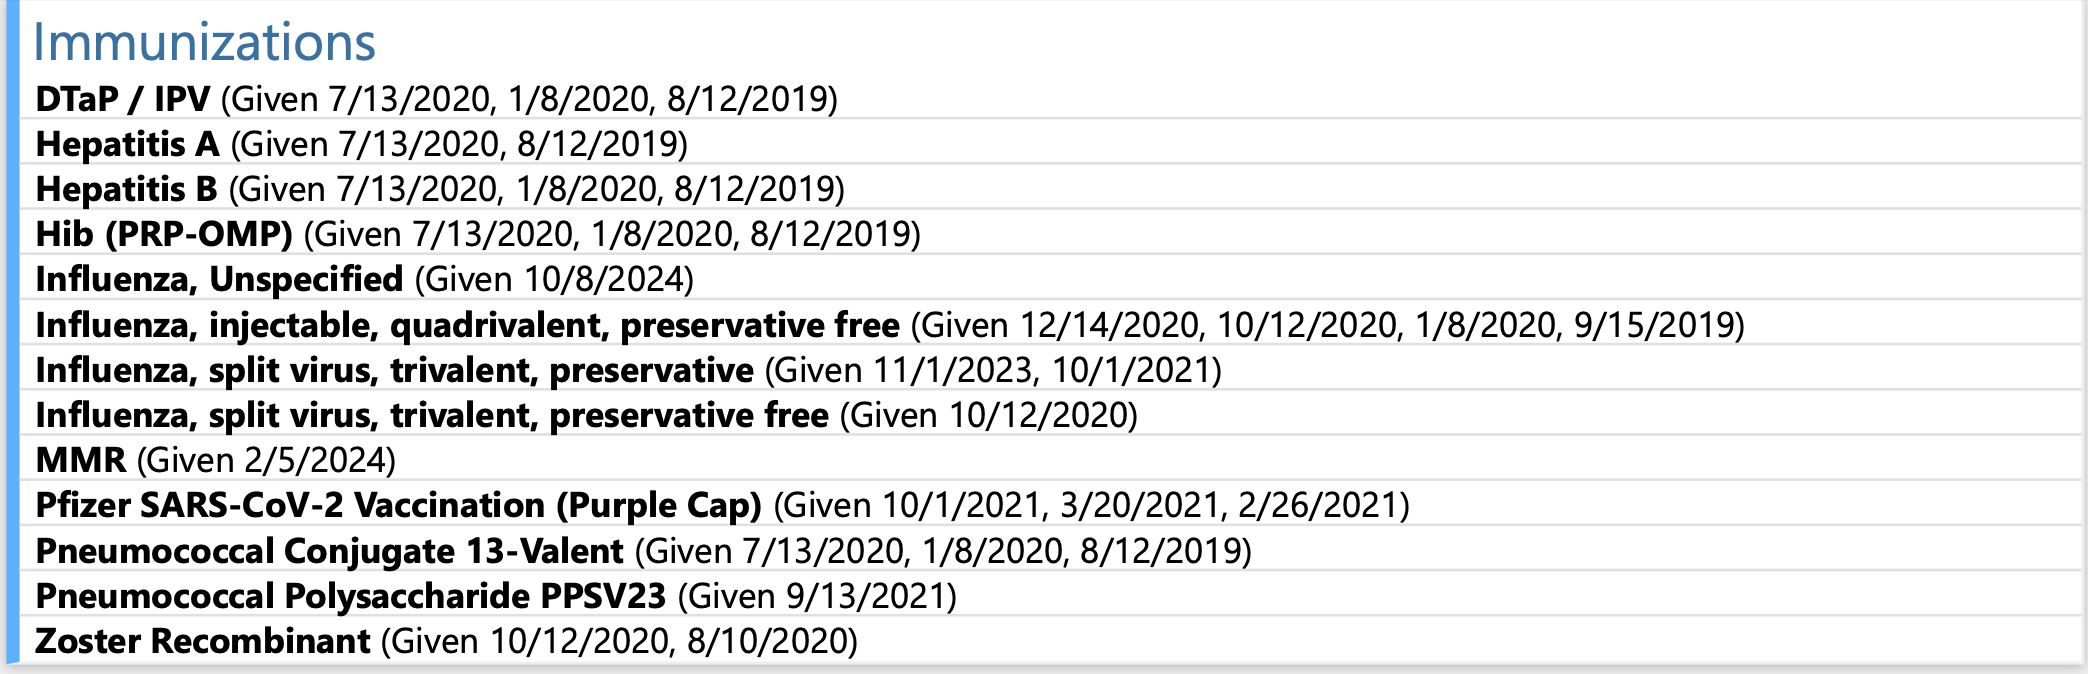 Immunizations
DTaP / IPV (Given 7/13/2020, 1/8/2020, 8/12/2019)
Hepatitis A (Given 7/13/2020, 8/12/2019)
Hepatitis B (Given 7/13/2020, 1/8/2020, 8/12/2019)
Hib (PRP-OMP) (Given 7/13/2020, 1/8/2020, 8/12/2019)
Influenza, Unspecified (Given 10/8/2024)
Influenza, injectable, quadrivalent, preservative free (Given 12/14/2020, 10/12/2020, 1/8/2020, 9/15/2019)
Influenza, split virus, trivalent, preservative (Given 11/1/2023, 10/1/2021)
Influenza, split virus, trivalent, preservative free (Given 10/12/2020)
MMR (Given 2/5/2024)
Pfizer SARS-CoV-2 Vaccination (Purple Cap) (Given 10/1/2021, 3/20/2021, 2/26/2021)
Pneumococcal Conjugate 13-Valent (Given 7/13/2020, 1/8/2020, 8/12/2019)
Pneumococcal Polysaccharide PPSV23 (Given 9/13/2021)
Zoster Recombinant (Given 10/12/2020, 8/10/2020)